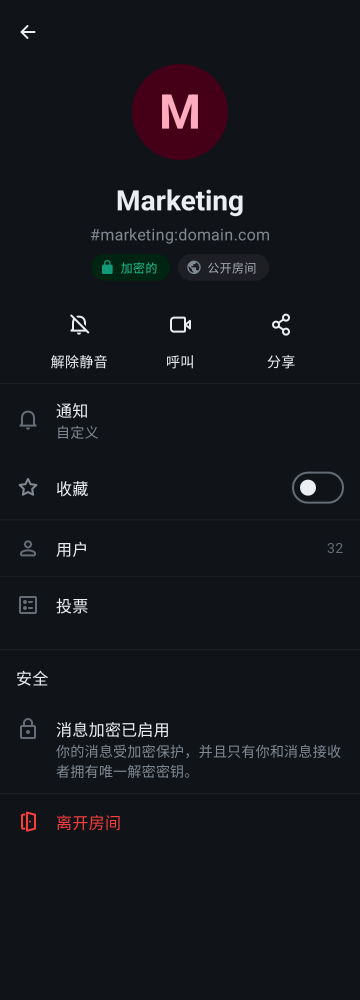 M
Marketing
#marketing:domain.com
加密的 公开房间
解除静音 呼叫 分享
通知
自定义
收藏
用户 32
投票
安全
消息加密已启用
你的消息受加密保护，并且只有你和消息接收
者拥有唯一解密密钥。
离开房间